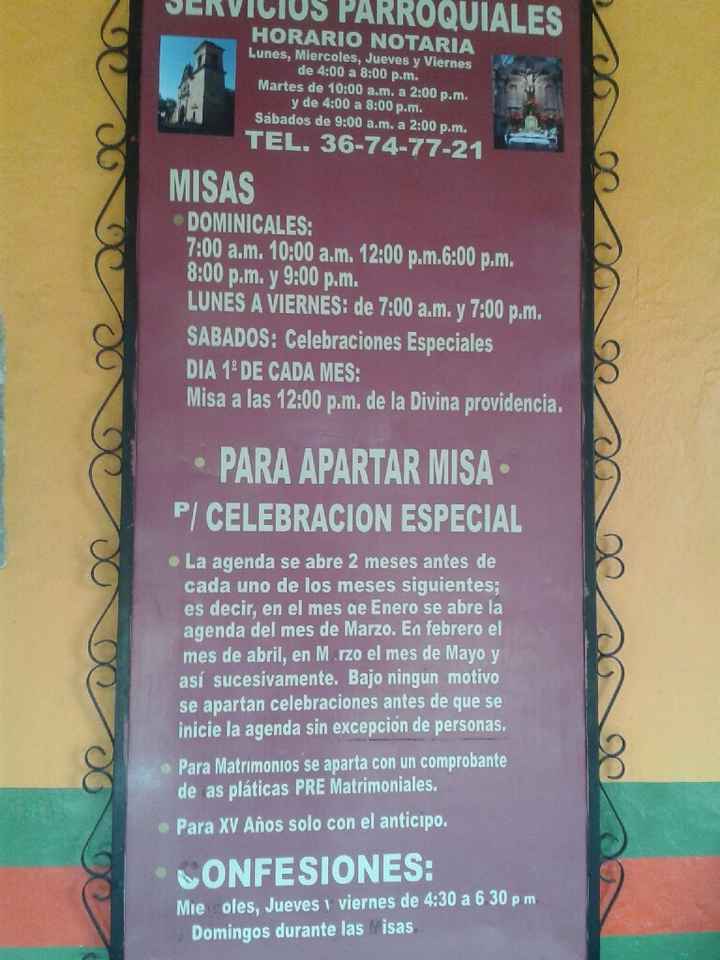 SERVICIOS PARROQUIALES
HORARIO NOTARIA
Lunes, Miercoles, Jueves y Viernes
de 4:00 a 8:00 p.m.
Martes de 10:00 a.m. a 2:00 p.m.
y de 4:00 a 8:00 p.m.
Sábados de 9:00 a.m. a 2:00 p.m.
TEL. 36-74-77-21
MISAS
DOMINICALES:
7:00 a.m. 10:00 a.m. 12:00 p.m.6:00 p.m.
8:00 p.m. y 9:00 p.m.
LUNES A VIERNES: de 7:00 a.m. y 7:00 p.m.
SABADOS: Celebraciones Especiales
DIA 1º DE CADA MES:
Misa a las 12:00 p.m. de la Divina providencia.
PARA APARTAR MISA
P/ CELEBRACION ESPECIAL
La agenda se abre 2 meses antes de
cada uno de los meses siguientes;
es decir, en el mes de Enero se abre la
agenda del mes de Marzo. En febrero el
mes de abril, en M rzo el mes de Mayo y
así sucesivamente. Bajo ningún motivo
se apartan celebraciones antes de que se
inicie la agenda sin excepción de personas.
Para Matrimonios se aparta con un comprobante
de as pláticas PRE Matrimoniales.
Para XV Años solo con el anticipo.
CONFESIONES:
Mie oles, Jueves y viernes de 4:30 a 6 30 p m
Domingos durante las Misas.